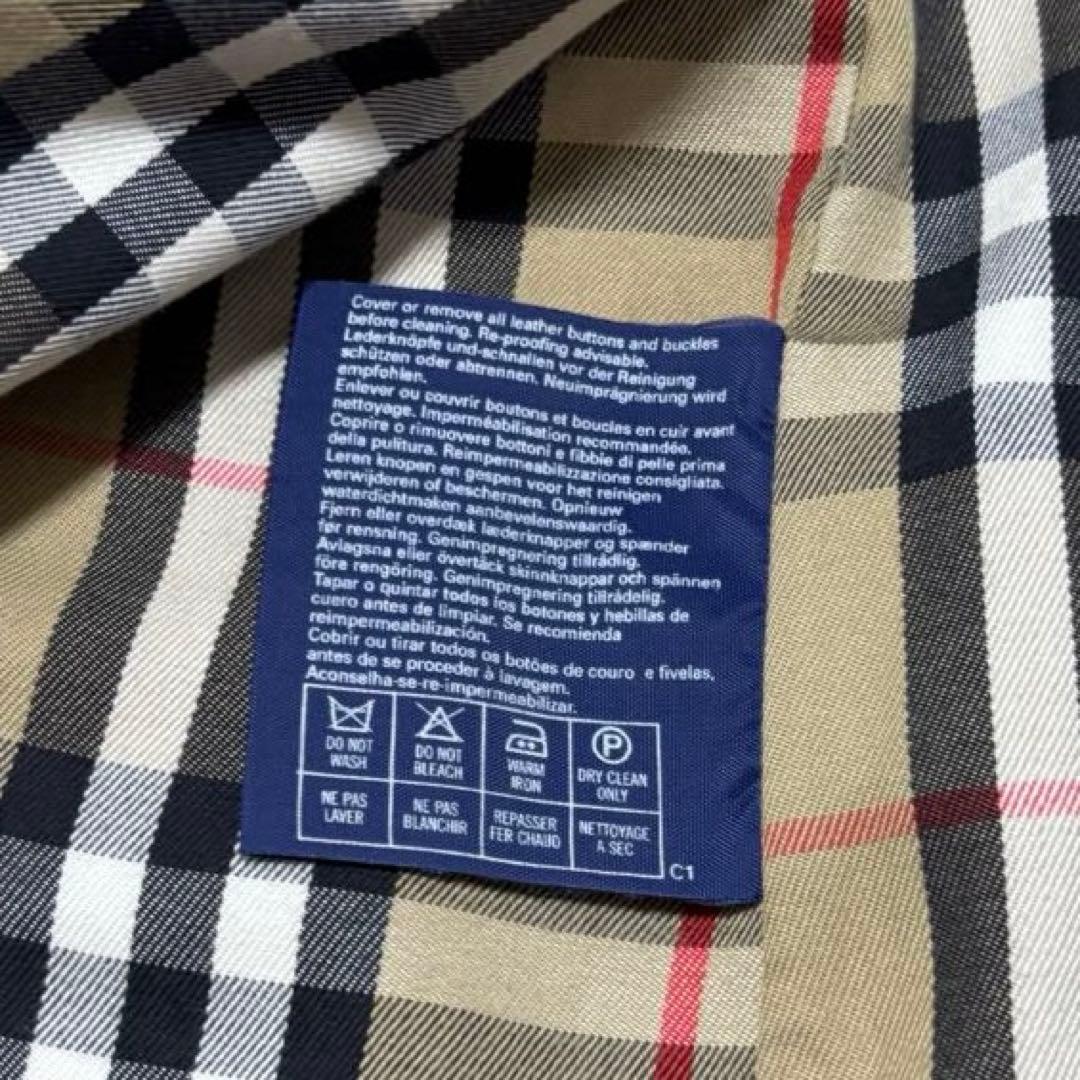 Cover or remove all leather buttons and buckles
before cleaning. Re-proofing advisable.
Lederknöpfe und-schnallen vor der Reinigung
schützen oder abtrennen. Neuimprägnierung wird
empfohlen.
Enlever ou couvrir boutons et boucles en cuir avant
nettoyage. Imperméabilisation recommandée.
Coprire o rimuovere bottoni e fibbie di pelle prima
della pulitura. Reimpermeabilizzazione consigliata.
Leren knopen en gespen voor het reinigen
verwijderen of beschermen. Opnieuw
waterdichtmaken aanbevelenswaardig.
Fjern eller overdæk læderknapper og spænder
før rensning. Genimprægnering tillrådlig.
Avlagsna eller övertäck skinnknappar och spännen
före rengöring. Genimpregnering tillrådelig.
Tapar o quintar todos los botones y hebillas de
cuero antes de limpiar. Se recomienda
reimpermeabilización.
Cobrir ou tirar todos os botões de couro e fivelas,
antes de se proceder à lavagem.
Aconselha-se-re-impermeabilizar.
DO NOT WASH
DO NOT BLEACH
WARM IRON
P
DRY CLEAN ONLY
NE PAS LAVER
NE PAS BLANCHIR
REPASSER FER CHAUD
NETTOYAGE A SEC
C1